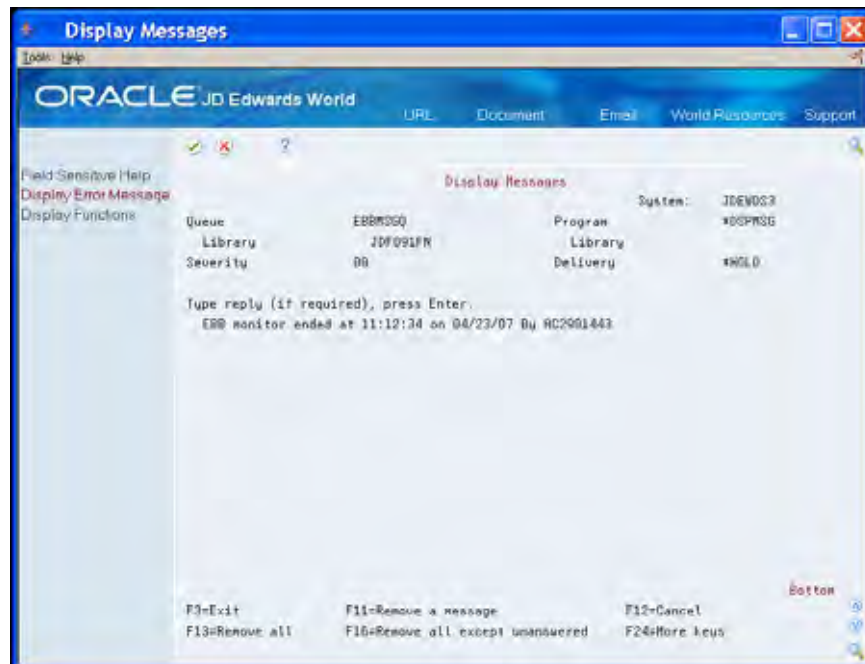 Display Messages
Tools Help
ORACLE JD Edwards World
URL Document Email World Resources Support
?
Field Sensitive Help
Display Error Message
Display Functions
Display Messages
System: JDEWDS3
Queue EBBMSGQ Program *DSPMSG
Library JDF091FN Library
Severity 00 Delivery *HOLD
Type reply (if required), press Enter.
EBB monitor ended at 11:12:34 on 04/23/07 By
Bottom
F3=Exit F11=Remove a message F12=Cancel
F13=Remove all F16=Remove all except unanswered F24=More keys